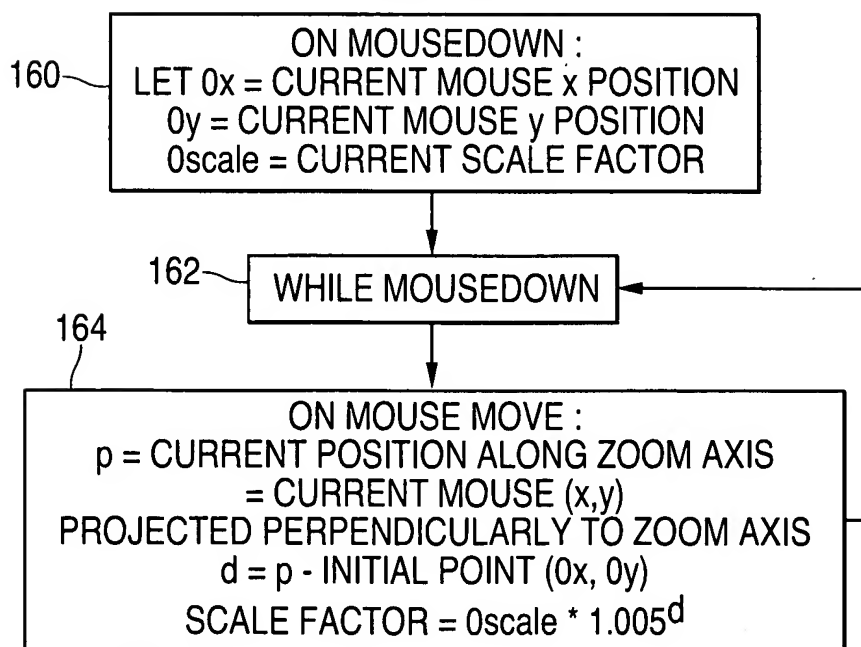 ON MOUSEDOWN :
160
LET 0x = CURRENT MOUSE x POSITION
0y = CURRENT MOUSE y POSITION
0scale = CURRENT SCALE FACTOR
162
WHILE MOUSEDOWN
164
ON MOUSE MOVE :
p = CURRENT POSITION ALONG ZOOM AXIS
= CURRENT MOUSE (x,y)
PROJECTED PERPENDICULARLY TO ZOOM AXIS
d = p - INITIAL POINT (0x, 0y)
SCALE FACTOR = 0scale * 1.005ᵈ